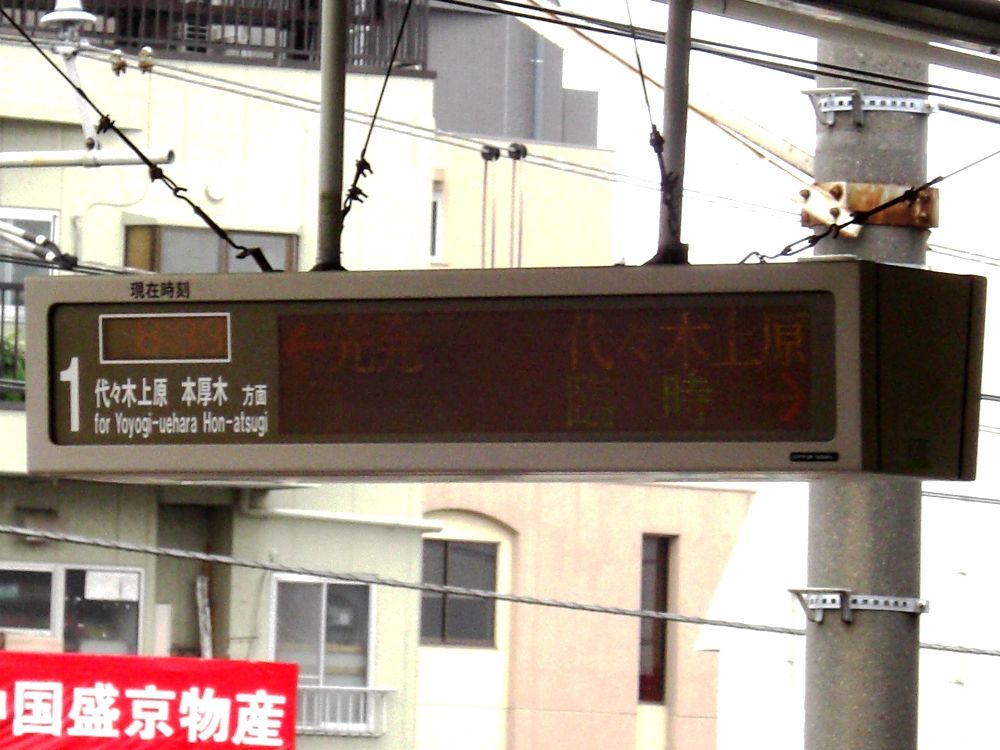 現在時刻
1
代々木上原 本厚木 方面
for Yoyogi-uehara Hon-atsugi
←先発 代々木上原
臨時→
中国盛京物産